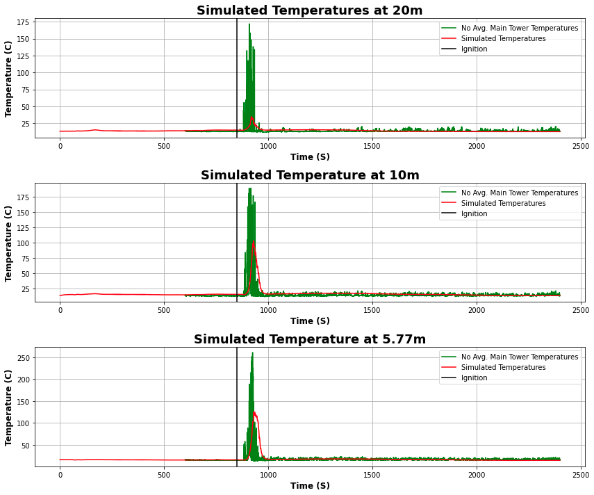 Simulated Temperatures at 20m
Temperature (C)
175
150
125
100
75
50
25
No Avg. Main Tower Temperatures
Simulated Temperatures
Ignition
0 500 1000 1500 2000 2500
Time (S)
Simulated Temperature at 10m
Temperature (C)
175
150
125
100
75
50
25
No Avg. Main Tower Temperatures
Simulated Temperatures
Ignition
0 500 1000 1500 2000 2500
Time (S)
Simulated Temperature at 5.77m
Temperature (C)
250
200
150
100
50
No Avg. Main Tower Temperatures
Simulated Temperatures
Ignition
0 500 1000 1500 2000 2500
Time (S)